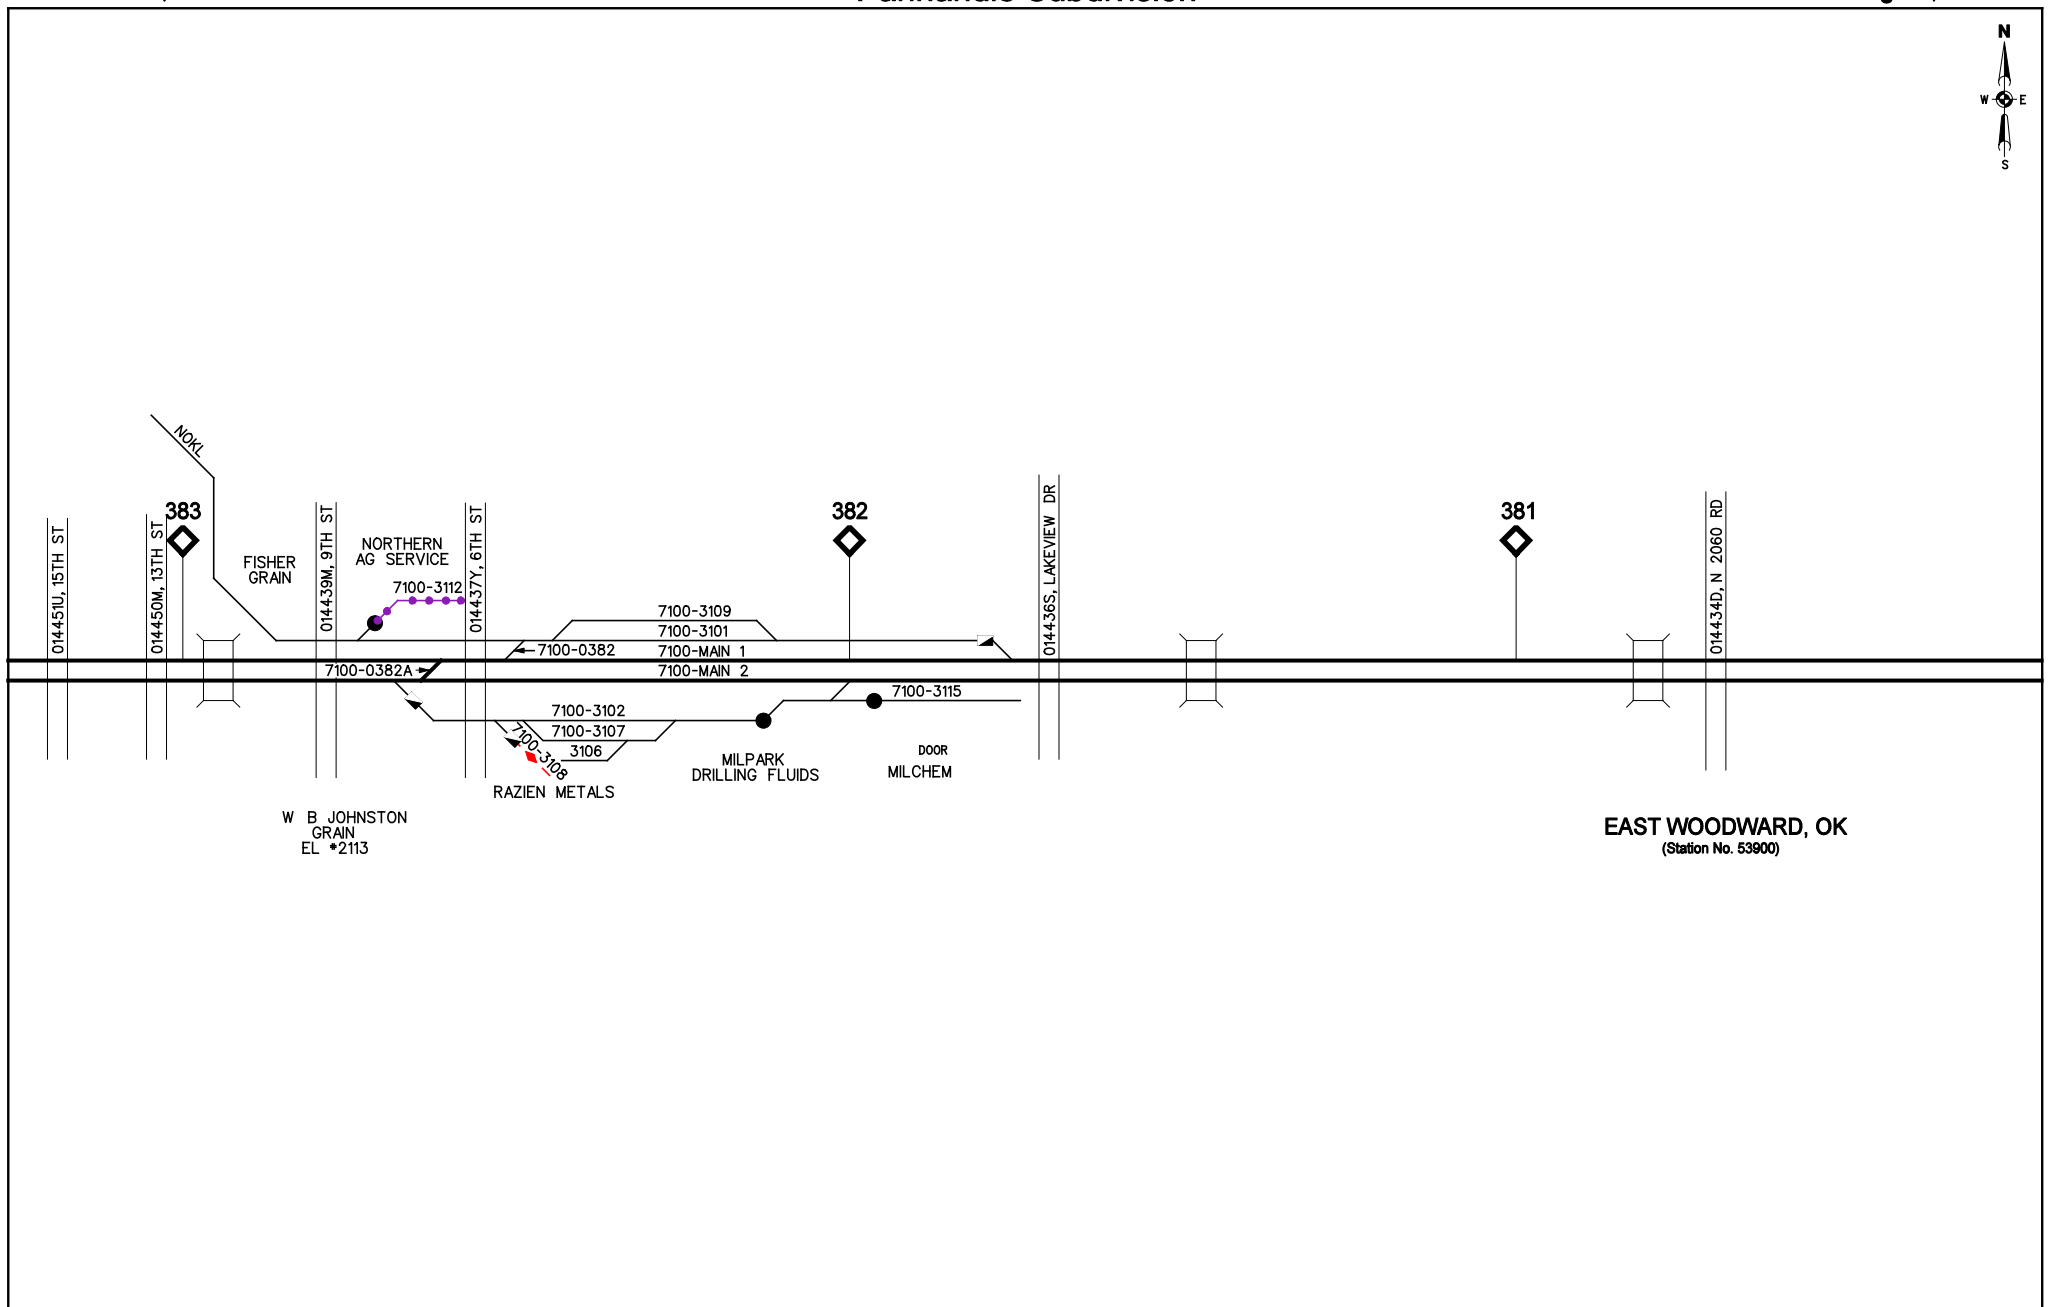 Panhandle Subdivision
N
W E
S
NOKL
383
382
381
014451U, 15TH ST
014450M, 13TH ST
014439M, 9TH ST
014437Y, 6TH ST
014436S, LAKEVIEW DR
014434D, N 2060 RD
FISHER
GRAIN
NORTHERN
AG SERVICE
7100-3112
7100-3109
7100-3101
7100-0382
7100-MAIN 1
7100-0382A
7100-MAIN 2
7100-3115
7100-3102
7100-3107
3106
7100-3108
RAZIEN METALS
MILPARK
DRILLING FLUIDS
DOOR
MILCHEM
W B JOHNSTON
GRAIN
EL #2113
EAST WOODWARD, OK
(Station No. 53900)